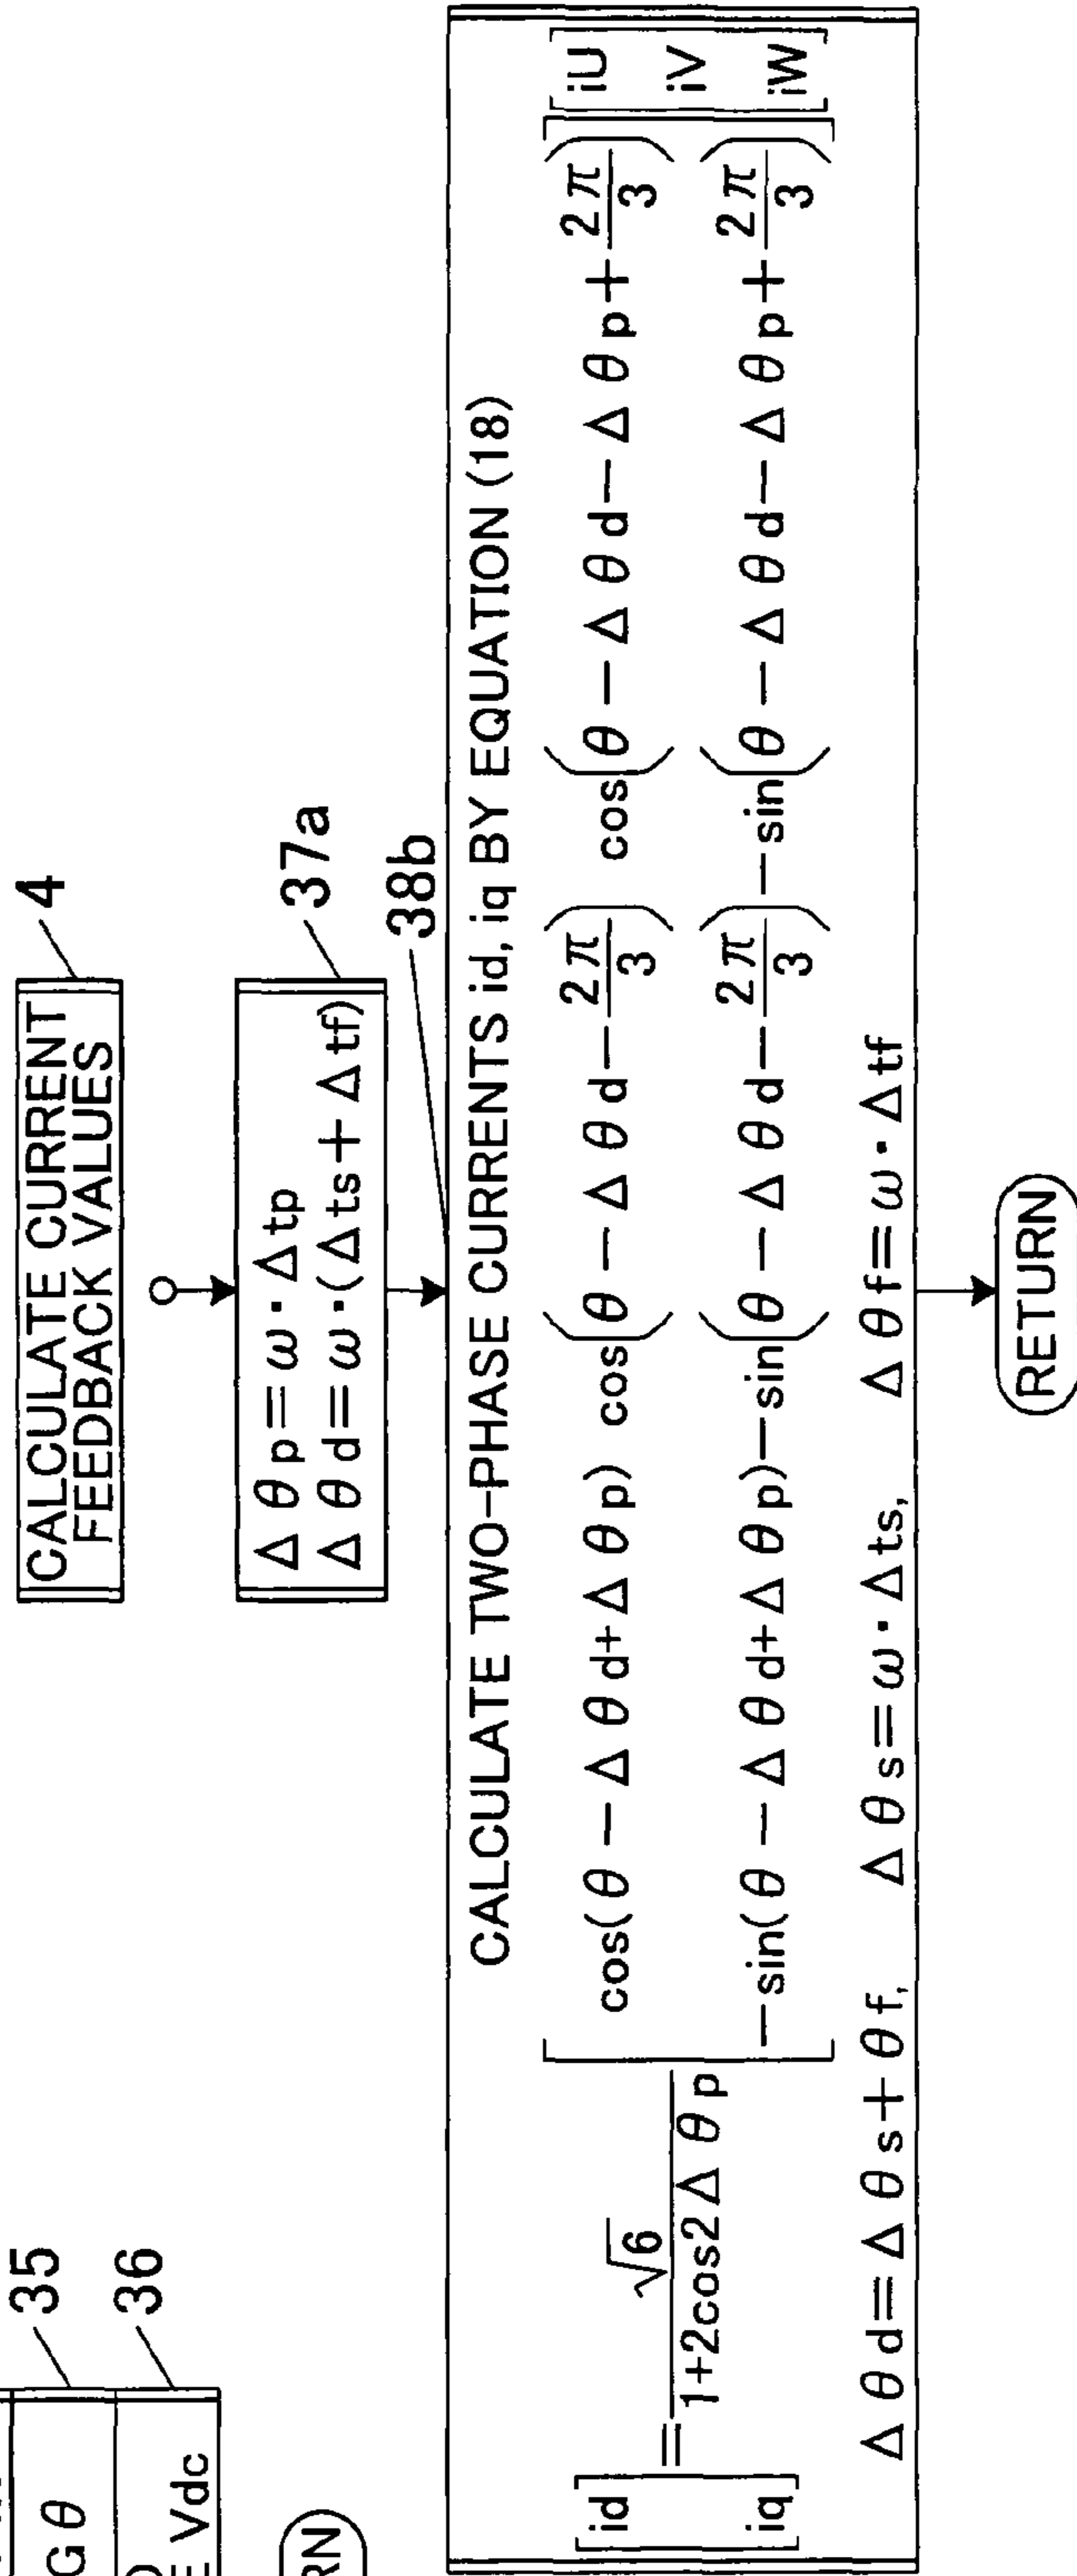 G θ
35
E Vdc
36
RN
CALCULATE CURRENT
FEEDBACK VALUES
4
Δθp=ω·Δtp
Δθd=ω·(Δts+Δtf)
37a
38b
CALCULATE TWO-PHASE CURRENTS id, iq BY EQUATION (18)
[id iq] = √6/(1+2cos2Δθp) [cos(θ-Δθd+Δθp) cos(θ-Δθd-2π/3) cos(θ-Δθd-Δθp+2π/3)
-sin(θ-Δθd+Δθp) -sin(θ-Δθd-2π/3) -sin(θ-Δθd-Δθp+2π/3)] [iU iV iW]
Δθd=Δθs+θf, Δθs=ω·Δts, Δθf=ω·Δtf
RETURN